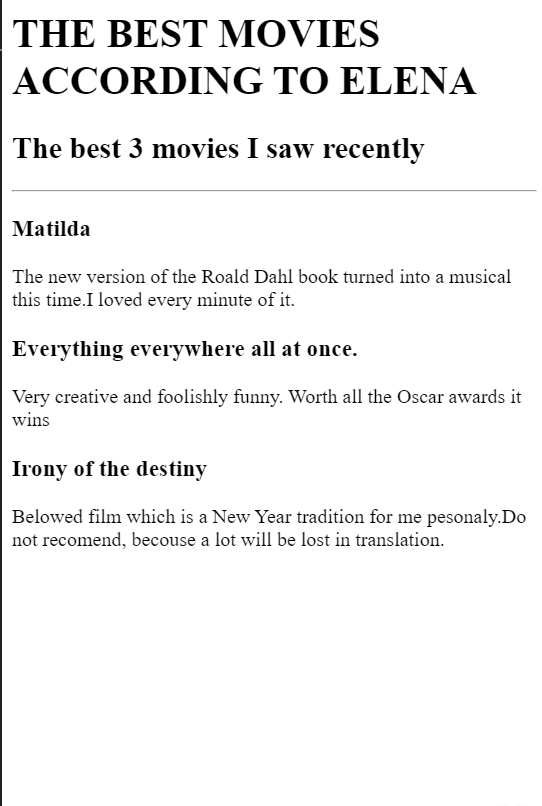 THE BEST MOVIES
ACCORDING TO ELENA
The best 3 movies I saw recently
Matilda
The new version of the Roald Dahl book turned into a musical
this time.I loved every minute of it.
Everything everywhere all at once.
Very creative and foolishly funny. Worth all the Oscar awards it
wins
Irony of the destiny
Belowed film which is a New Year tradition for me pesonaly.Do
not recomend, becouse a lot will be lost in translation.